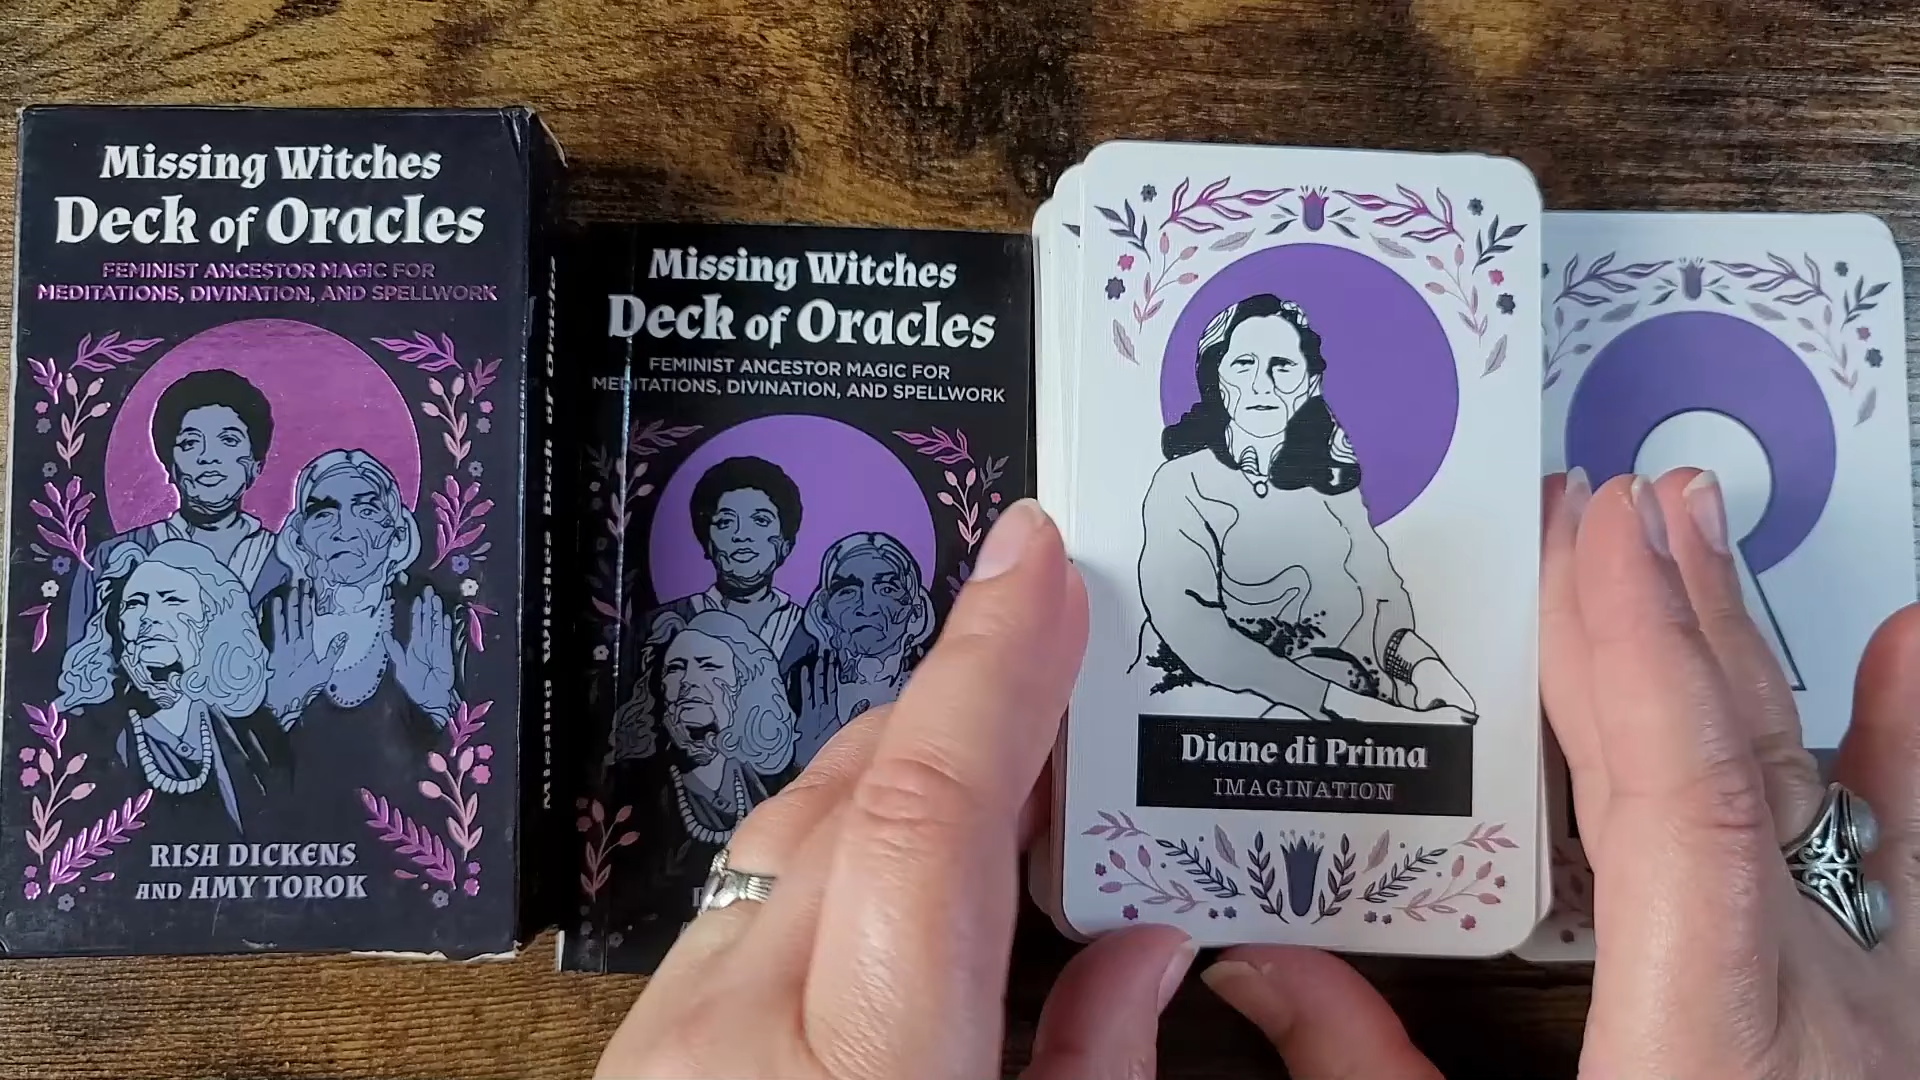 Missing Witches
Deck of Oracles
FEMINIST ANCESTOR MAGIC FOR
MEDITATIONS, DIVINATION, AND SPELLWORK
RISA DICKENS
AND AMY TOROK
Missing Witches Deck of Oracles
Missing Witches
Deck of Oracles
FEMINIST ANCESTOR MAGIC FOR
MEDITATIONS, DIVINATION, AND SPELLWORK
Diane di Prima
IMAGINATION